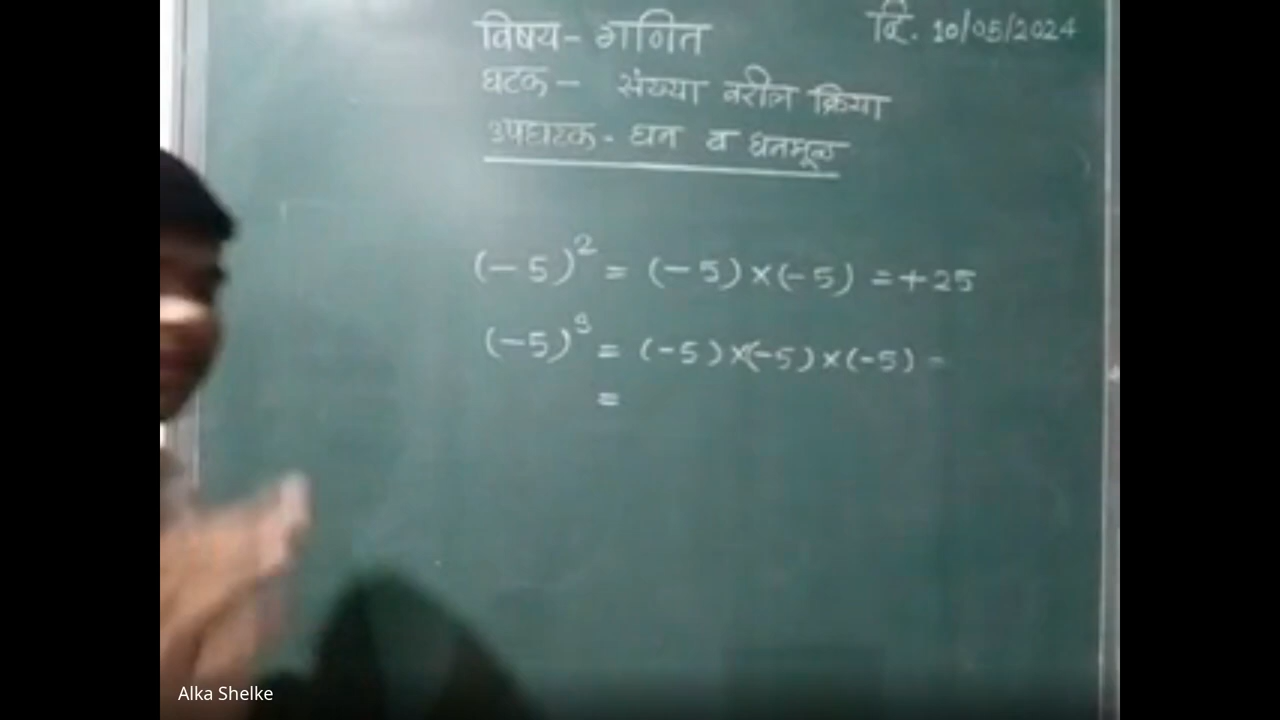 विषय- गणित
दि. 10/05/2024
घटक- संख्या वरील क्रिया
उपघटक- घन व घनमूळ
(-5)² = (-5)×(-5) = +25
(-5)³ = (-5)×(-5)×(-5) =
=
Alka Shelke